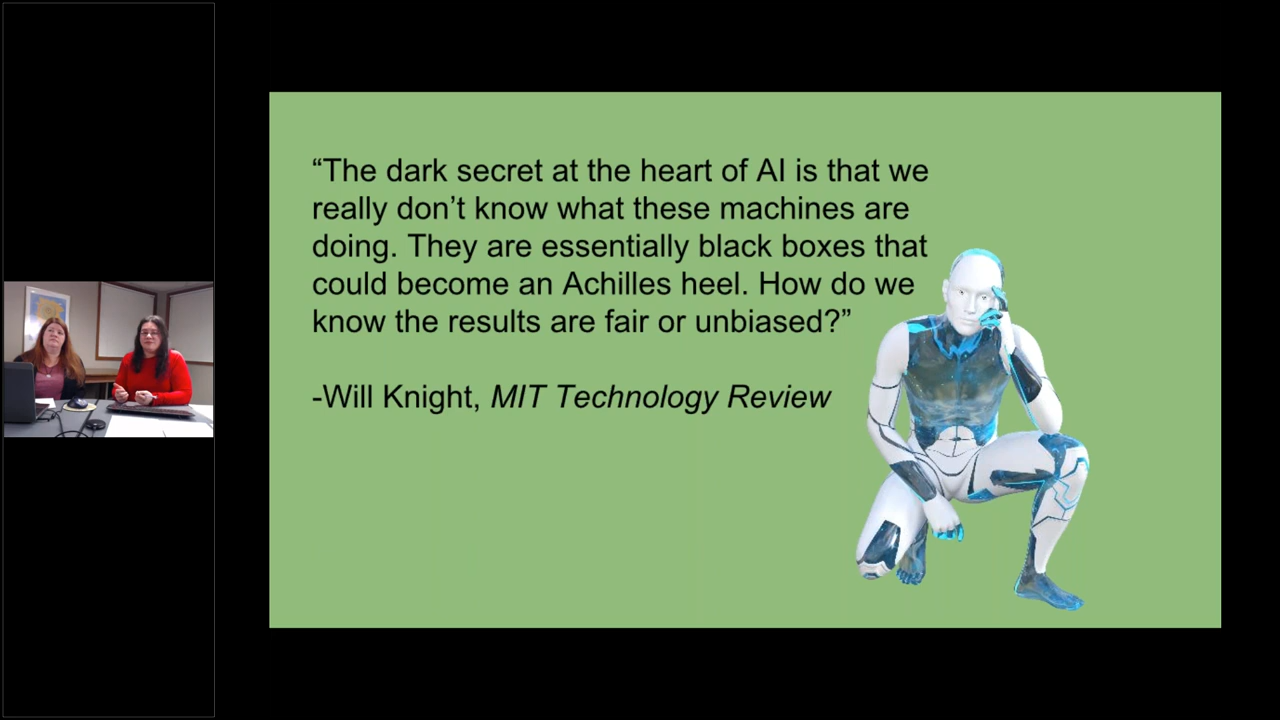 “The dark secret at the heart of AI is that we
really don’t know what these machines are
doing. They are essentially black boxes that
could become an Achilles heel. How do we
know the results are fair or unbiased?”
-Will Knight, MIT Technology Review